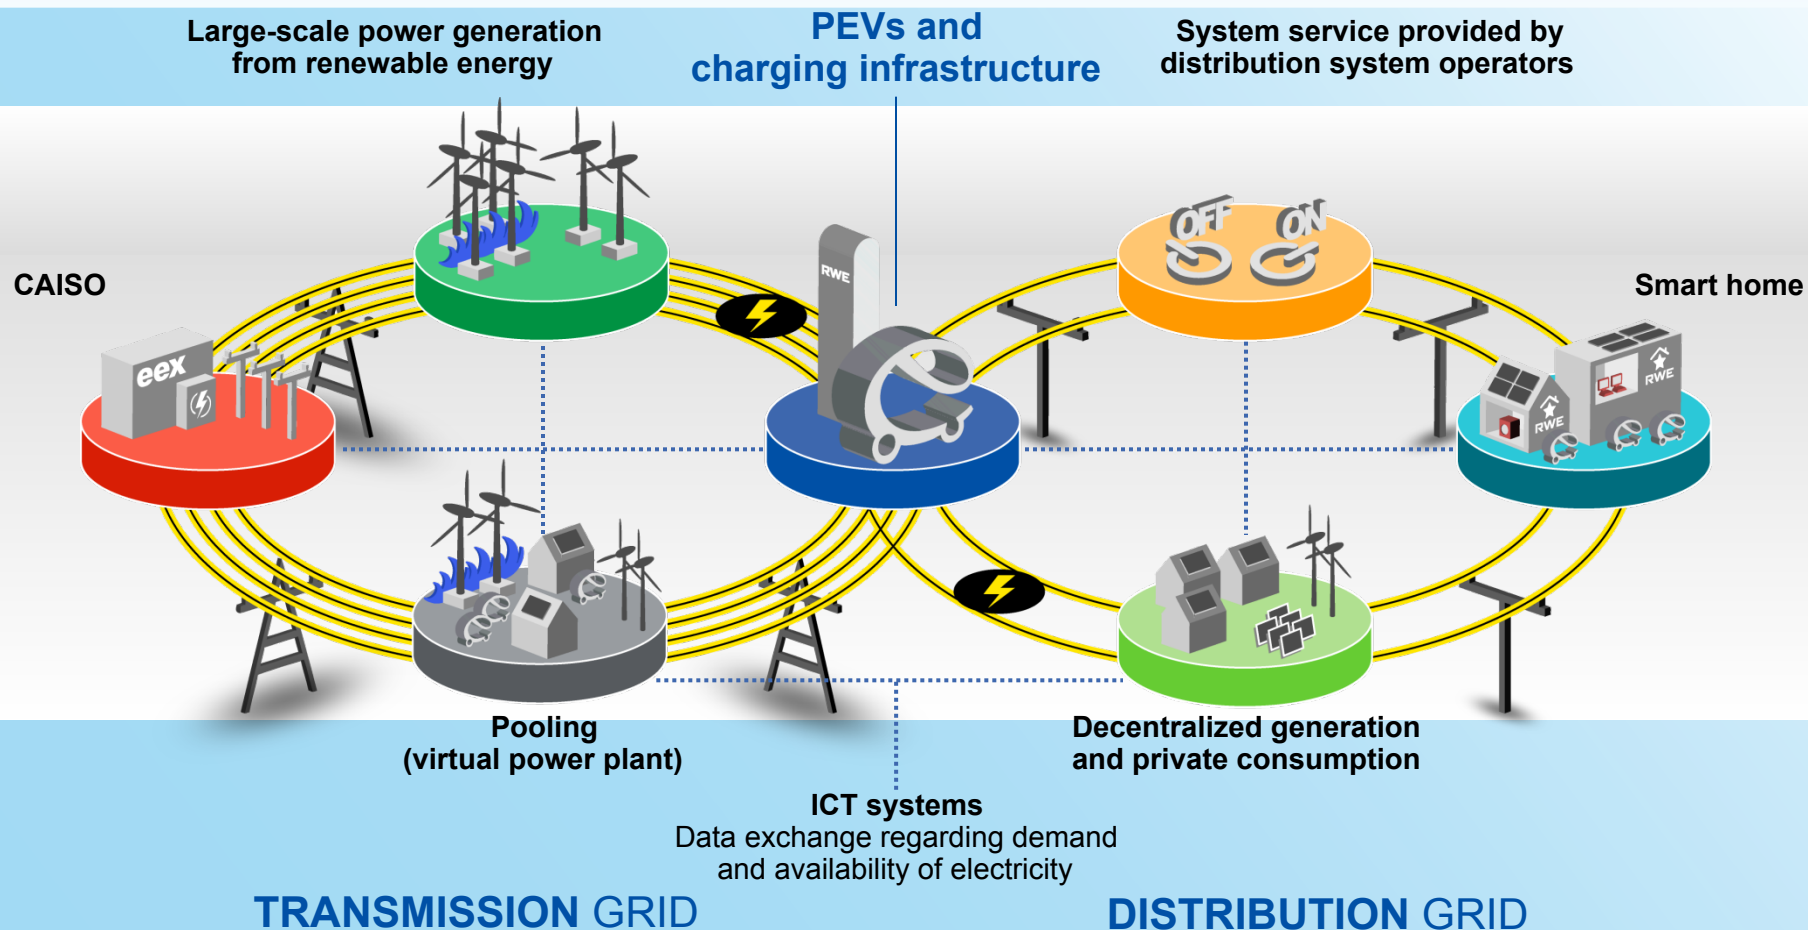 Large-scale power generation
from renewable energy
PEVs and
charging infrastructure
System service provided by
distribution system operators
OFF
ON
RWE
CAISO
Smart home
eex
RWE
RWE
Pooling
(virtual power plant)
Decentralized generation
and private consumption
ICT systems
Data exchange regarding demand
and availability of electricity
TRANSMISSION GRID
DISTRIBUTION GRID